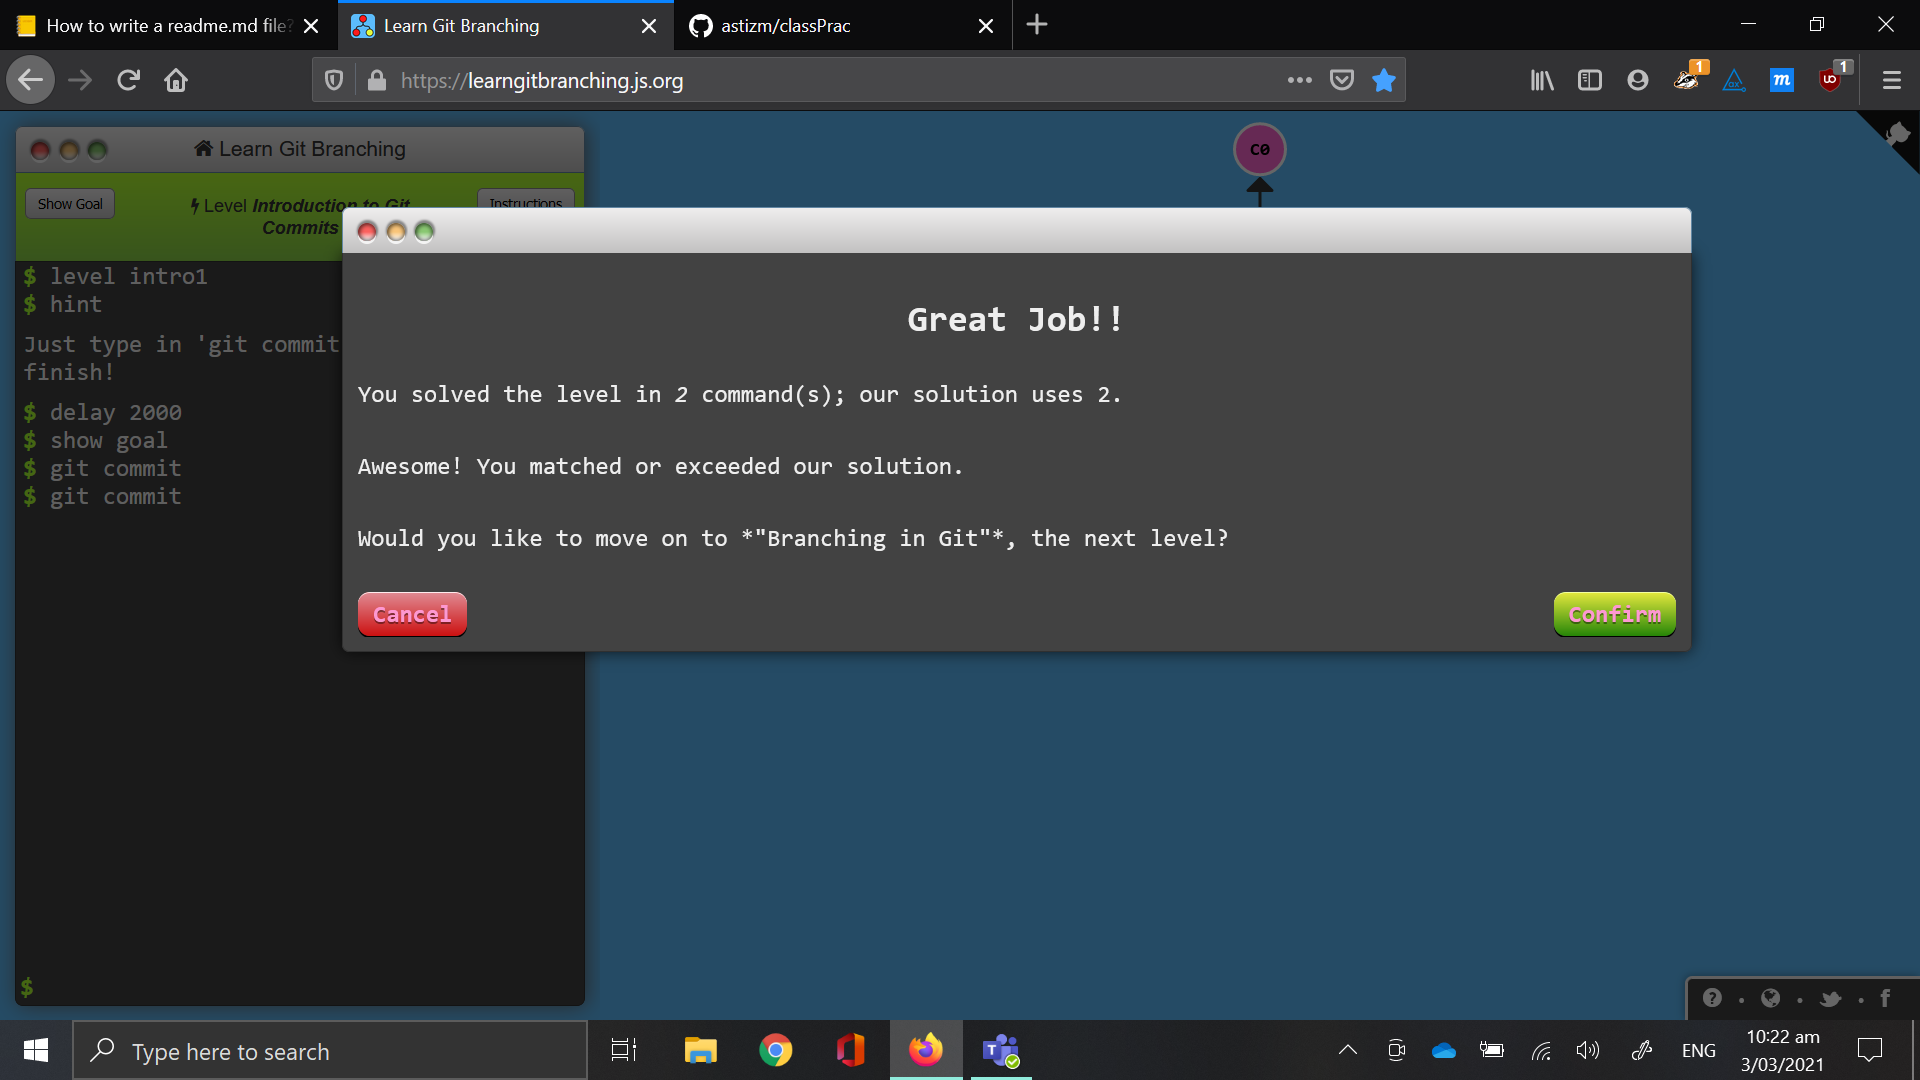 How to write a readme.md file?
Learn Git Branching
astizm/classPrac
https://learngitbranching.js.org
1
ax
m
1
Learn Git Branching
Show Goal
Level Introduction to Git
Commits
Instructions
C0
$ level intro1
$ hint
Just type in 'git commit
finish!
$ delay 2000
$ show goal
$ git commit
$ git commit
$
Great Job!!
You solved the level in 2 command(s); our solution uses 2.
Awesome! You matched or exceeded our solution.
Would you like to move on to *"Branching in Git"*, the next level?
Cancel
Confirm
Type here to search
ENG
10:22 am
3/03/2021